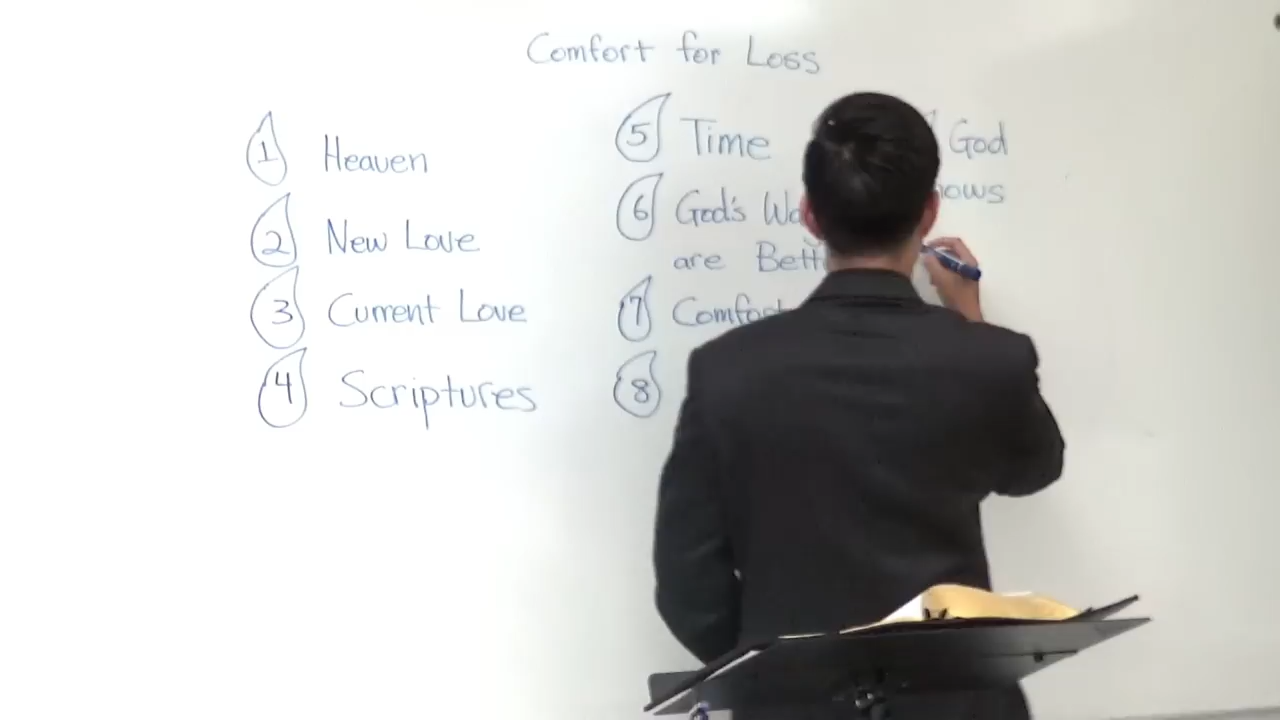 Comfort for Loss
1 Heaven
2 New Love
3 Current Love
4 Scriptures
5 Time
6 God's
are
7
8
God